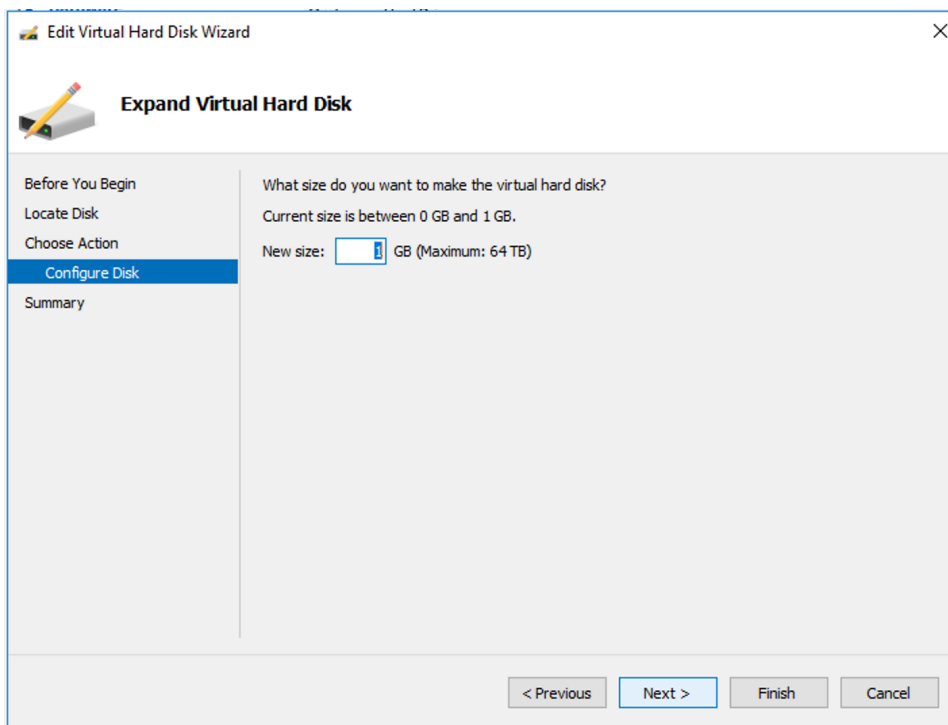 Edit Virtual Hard Disk Wizard
Expand Virtual Hard Disk
Before You Begin
Locate Disk
Choose Action
Configure Disk
Summary
What size do you want to make the virtual hard disk?
Current size is between 0 GB and 1 GB.
New size: 1 GB (Maximum: 64 TB)
< Previous
Next >
Finish
Cancel